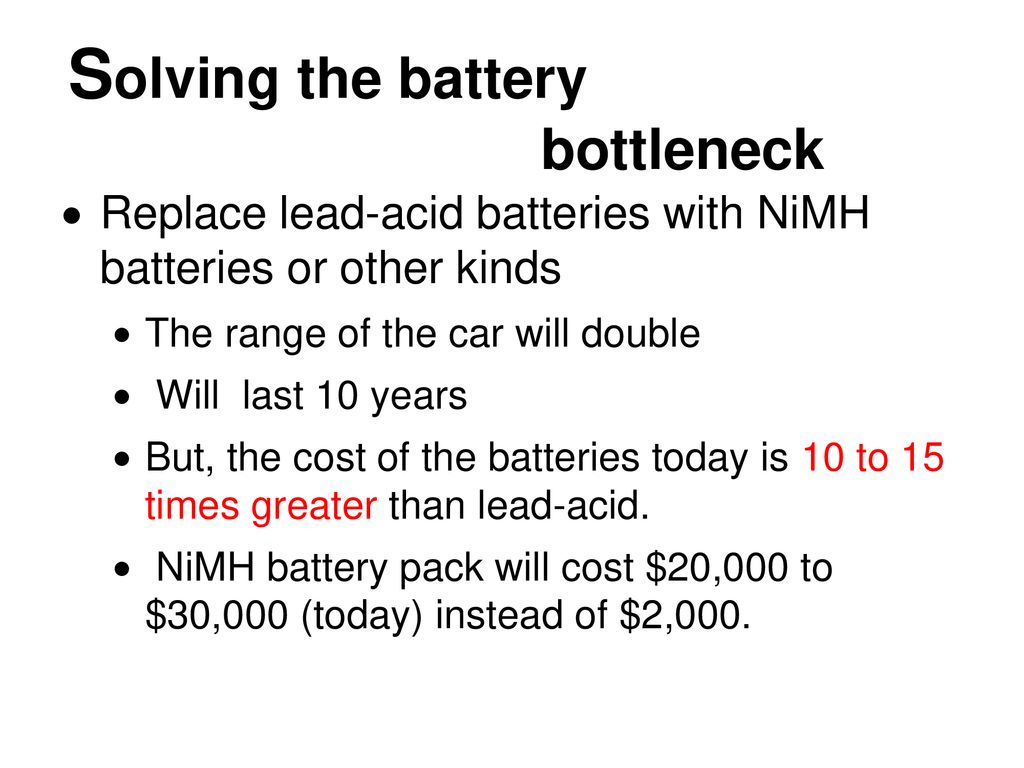 Solving the battery
bottleneck
• Replace lead-acid batteries with NiMH
batteries or other kinds
• The range of the car will double
• Will last 10 years
• But, the cost of the batteries today is 10 to 15
times greater than lead-acid.
• NiMH battery pack will cost $20,000 to
$30,000 (today) instead of $2,000.